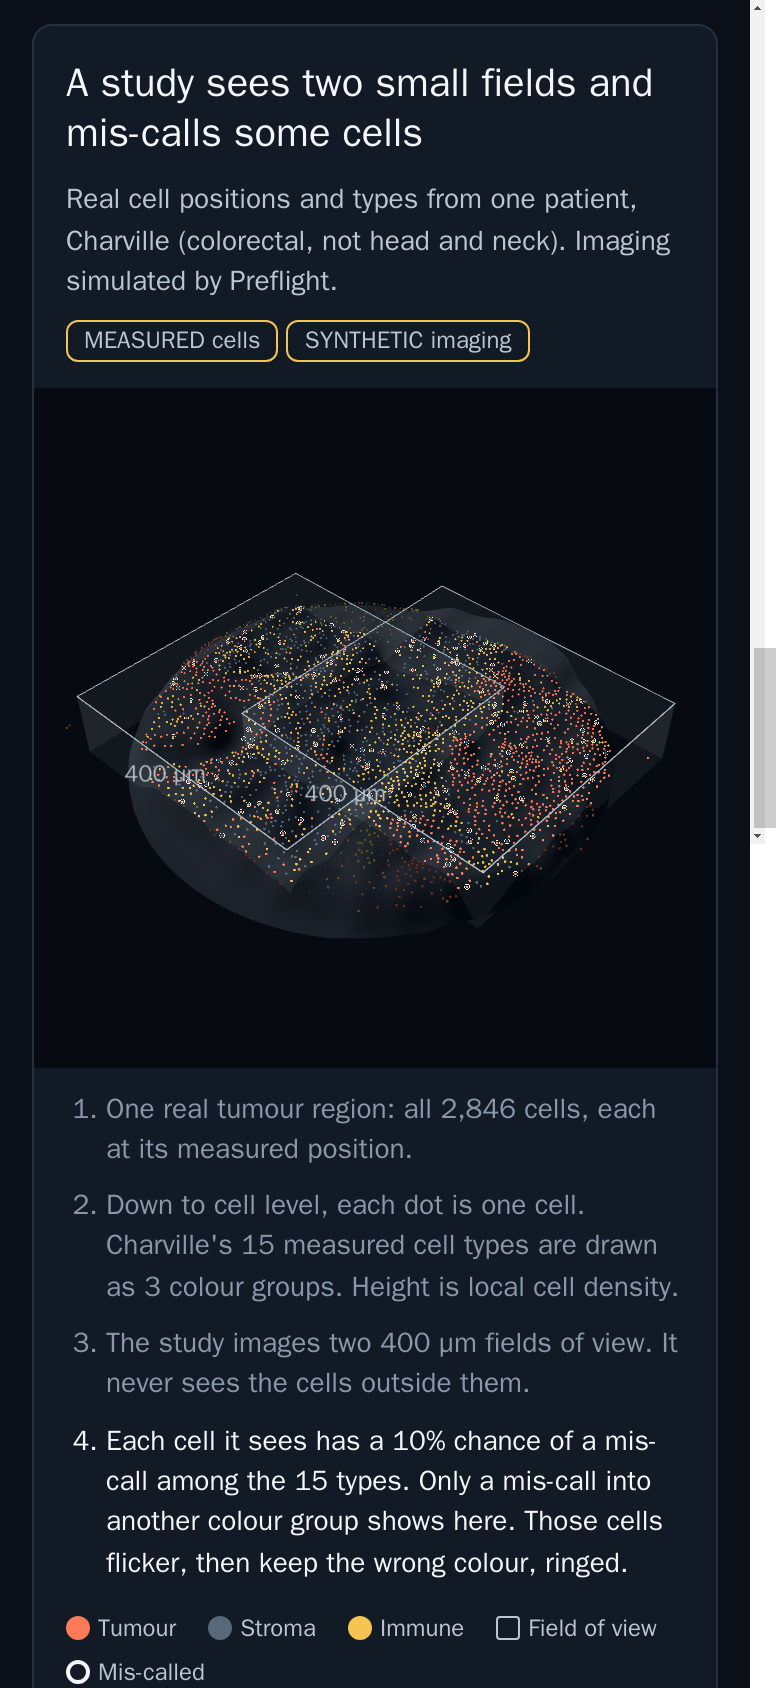 A study sees two small fields and
mis-calls some cells
Real cell positions and types from one patient,
Charville (colorectal, not head and neck). Imaging
simulated by Preflight.
MEASURED cells
SYNTHETIC imaging
400 µm
400 µm
1. One real tumour region: all 2,846 cells, each
at its measured position.
2. Down to cell level, each dot is one cell.
Charville's 15 measured cell types are drawn
as 3 colour groups. Height is local cell density.
3. The study images two 400 µm fields of view. It
never sees the cells outside them.
4. Each cell it sees has a 10% chance of a mis-
call among the 15 types. Only a mis-call into
another colour group shows here. Those cells
flicker, then keep the wrong colour, ringed.
Tumour Stroma Immune Field of view
Mis-called